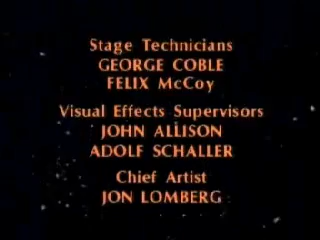 Stage Technicians
GEORGE COBLE
FELIX McCoy
Visual Effects Supervisors
JOHN ALLISON
ADOLF SCHALLER
Chief Artist
JON LOMBERG